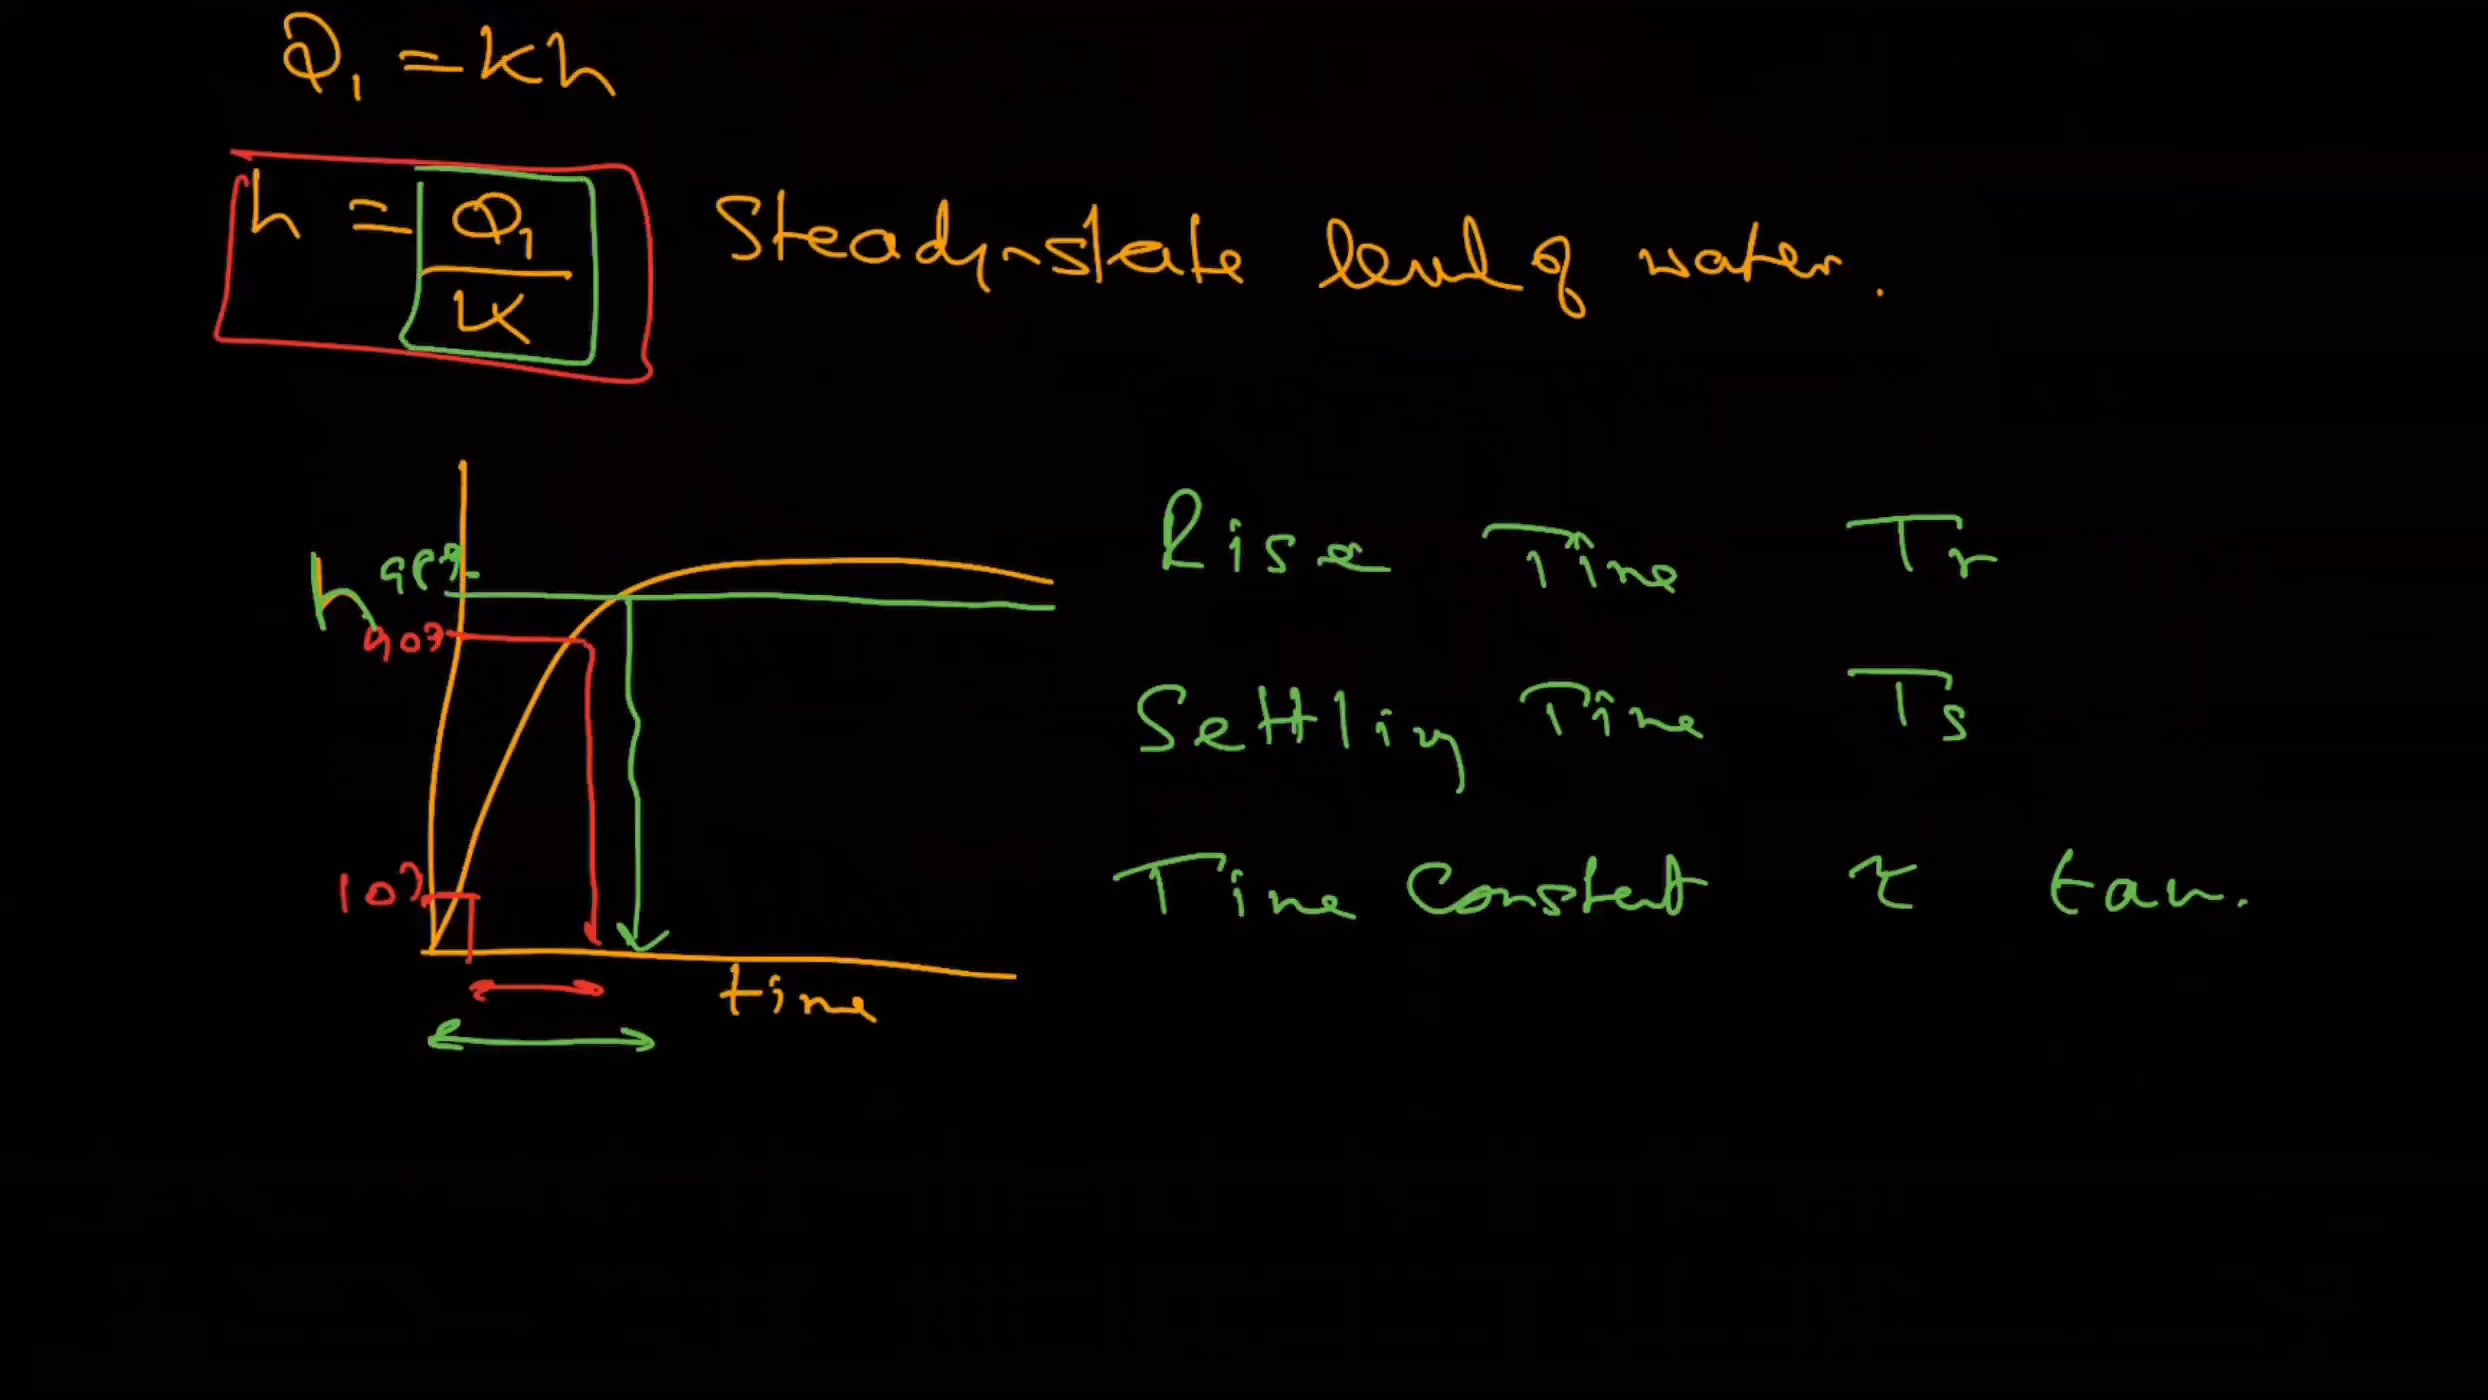 Q₁ = kh
h = Q₁/K Steady-state level of water.
Rise Time Tr
h 98%
90%
Settling Time Ts
10%
Time Constant τ tau.
time